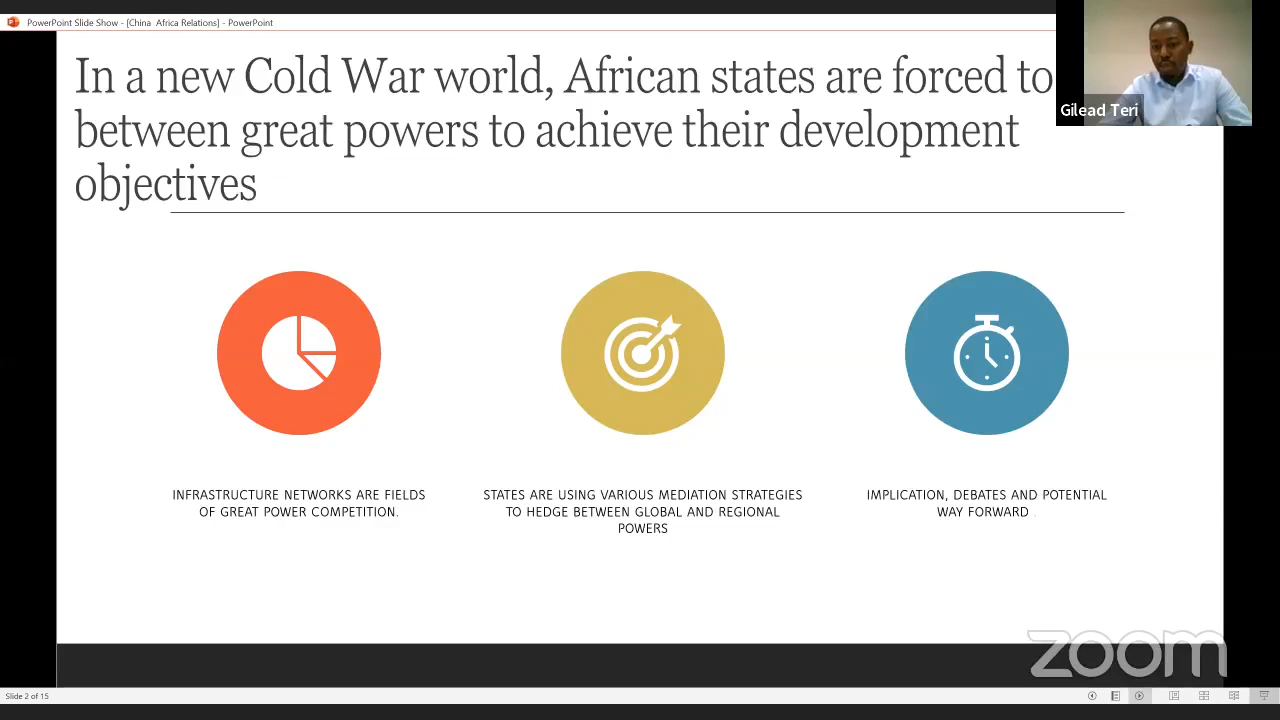 PowerPoint Slide Show - [China  Africa Relations] - PowerPoint
In a new Cold War world, African states are forced to
between great powers to achieve their development
objectives
Gilead Teri
INFRASTRUCTURE NETWORKS ARE FIELDS
OF GREAT POWER COMPETITION.
STATES ARE USING VARIOUS MEDIATION STRATEGIES
TO HEDGE BETWEEN GLOBAL AND REGIONAL
POWERS
IMPLICATION, DEBATES AND POTENTIAL
WAY FORWARD .
zoom
Slide 2 of 15